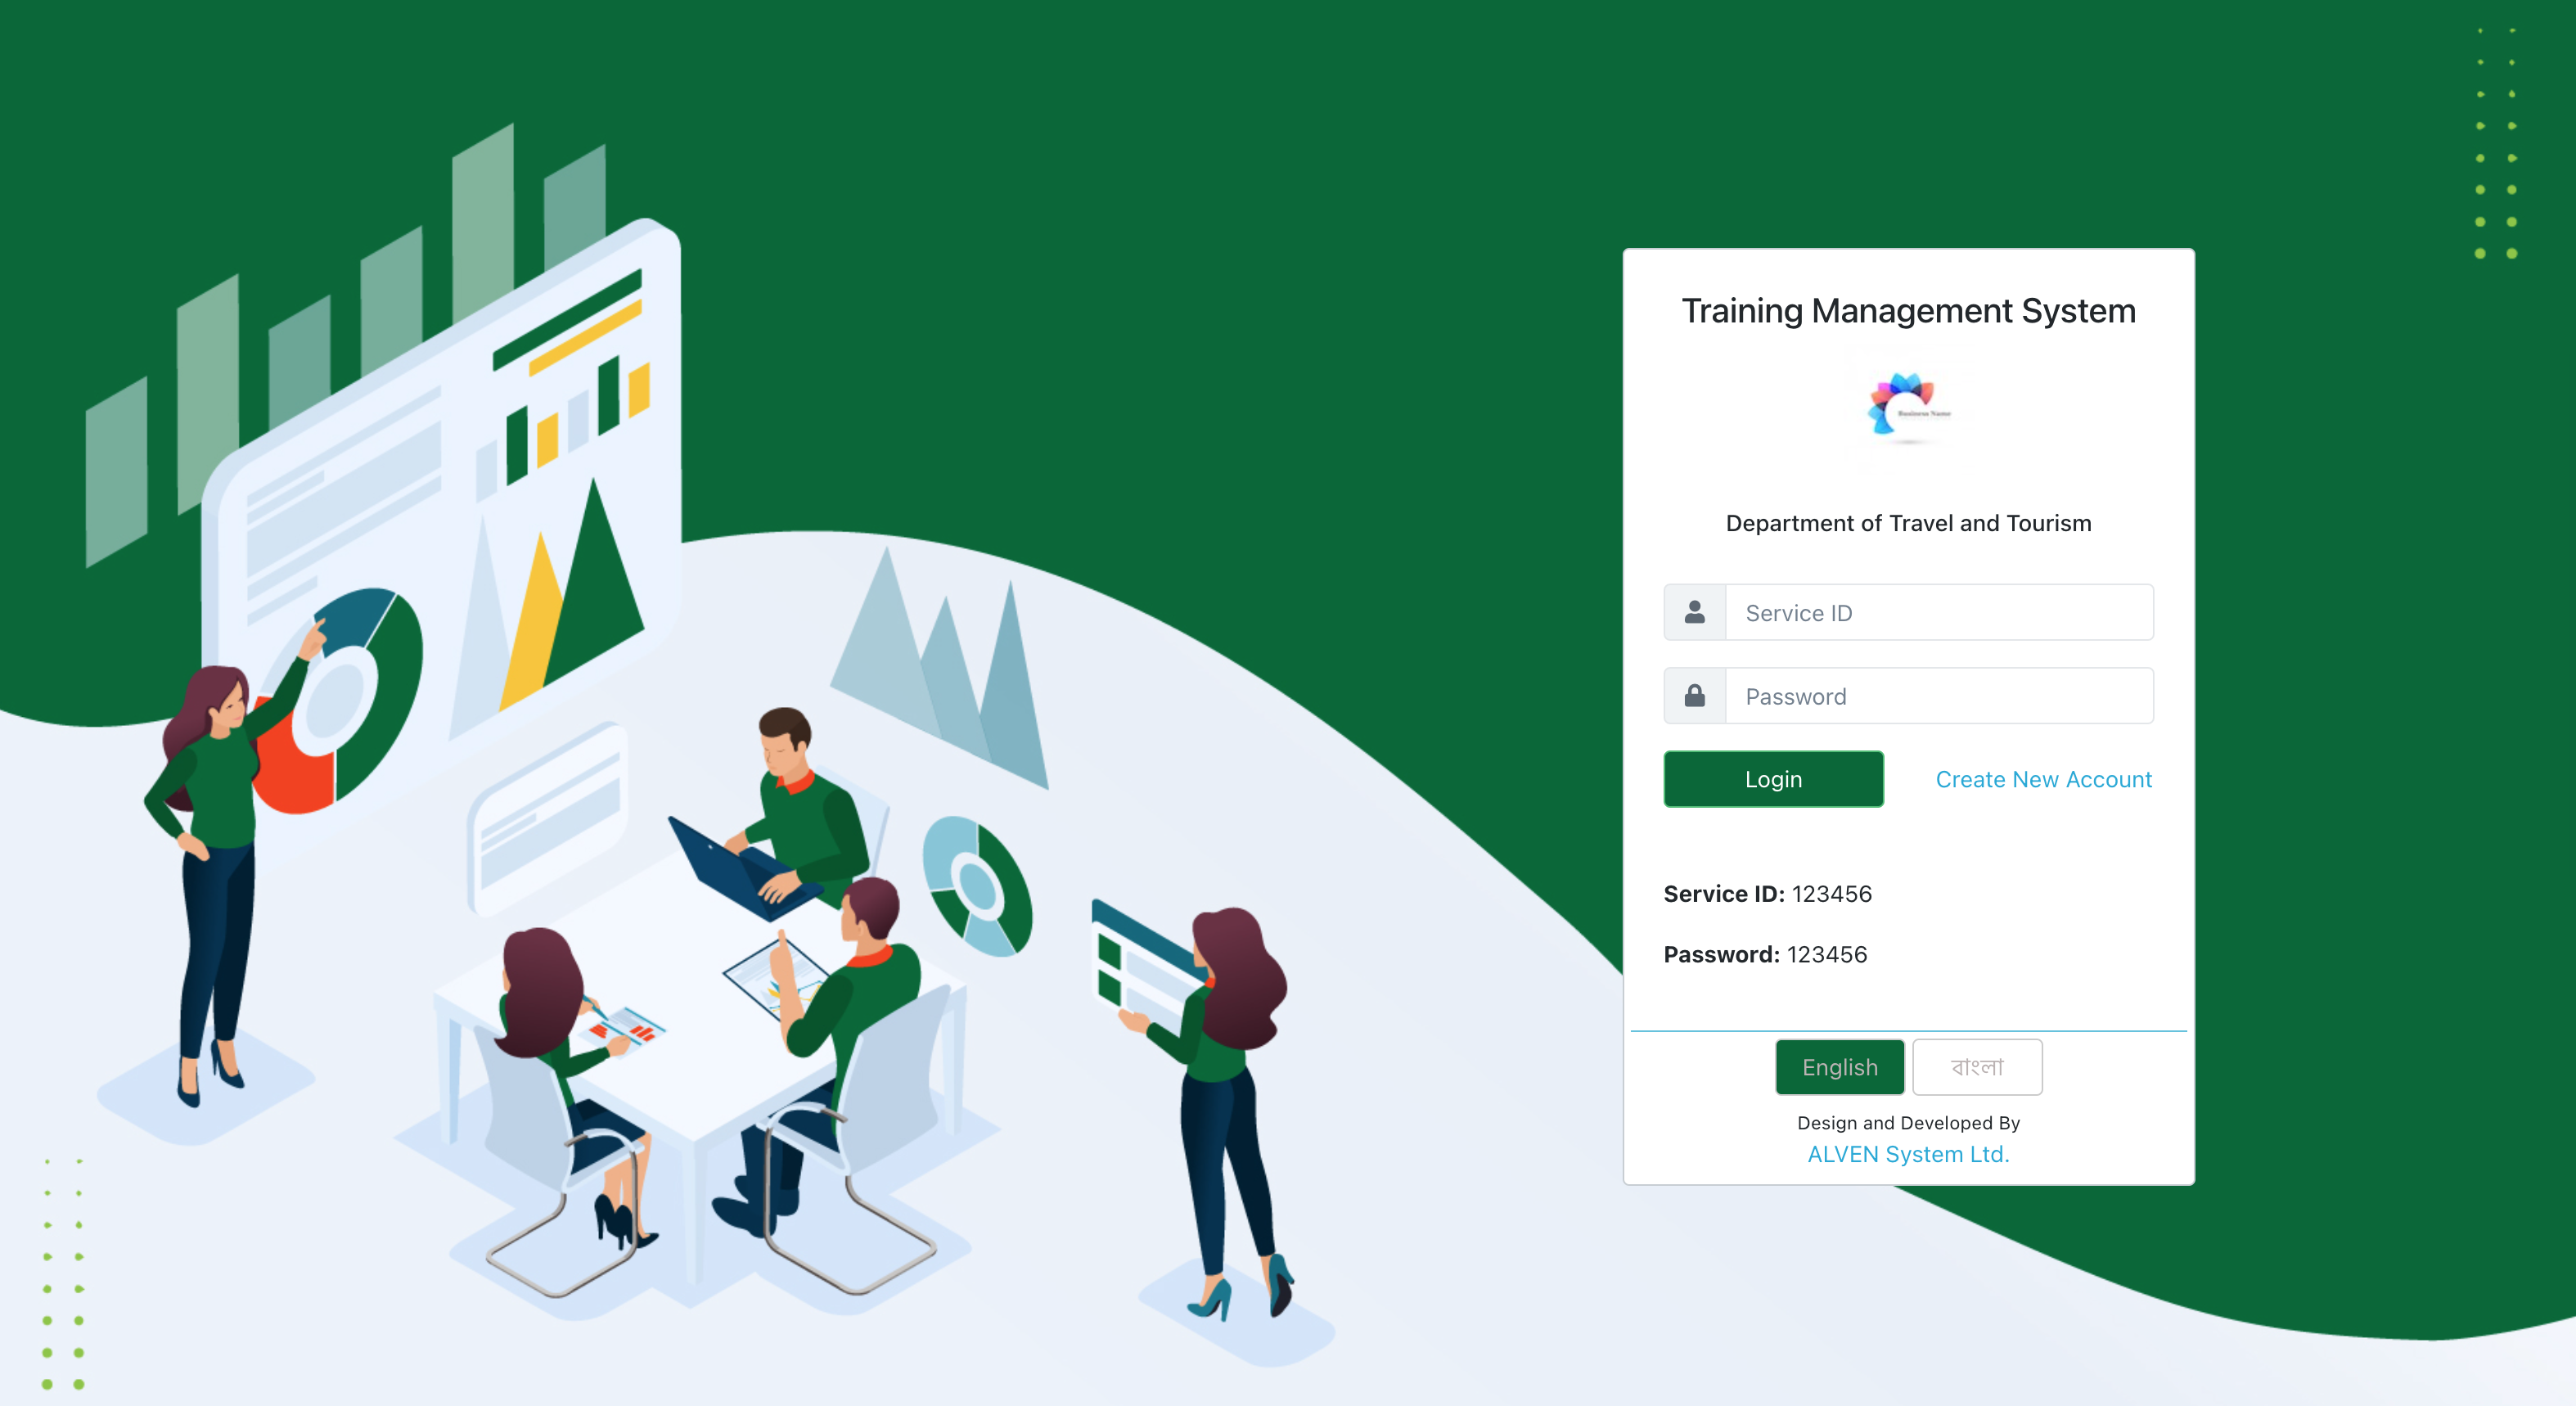 Training Management System
Business Name
Department of Travel and Tourism
Service ID
Password
Login
Create New Account
Service ID: 123456
Password: 123456
English
বাংলা
Design and Developed By
ALVEN System Ltd.